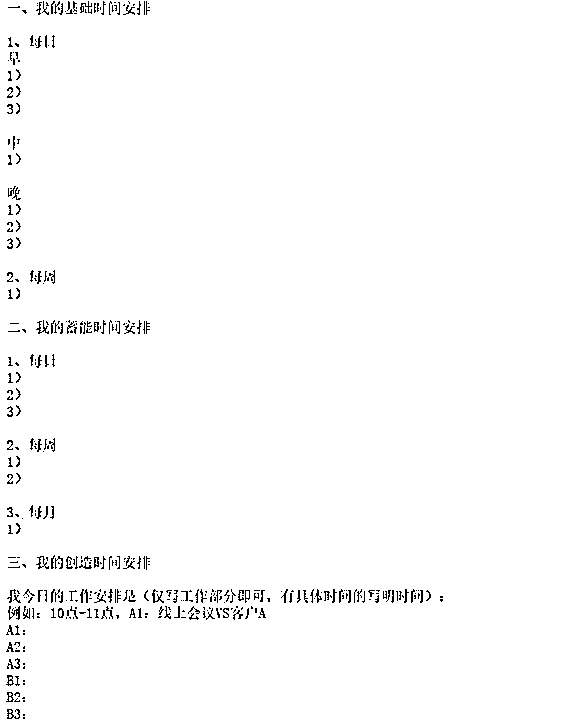 一、我的基础时间安排
1、每日
早
1)
2)
3)
中
1)
晚
1)
2)
3)
2、每周
1)
二、我的蓄能时间安排
1、每日
1)
2)
3)
2、每周
1)
2)
3、每月
1)
三、我的创造时间安排
我今日的工作安排是（仅写工作部分即可，有具体时间的写明时间）：
例如：10点-11点，A1：线上会议VS客户A
A1：
A2：
A3：
B1：
B2：
B3：